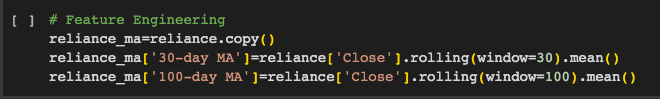 [ ] # Feature Engineering
reliance_ma=reliance.copy()
reliance_ma['30-day MA']=reliance['Close'].rolling(window=30).mean()
reliance_ma['100-day MA']=reliance['Close'].rolling(window=100).mean()